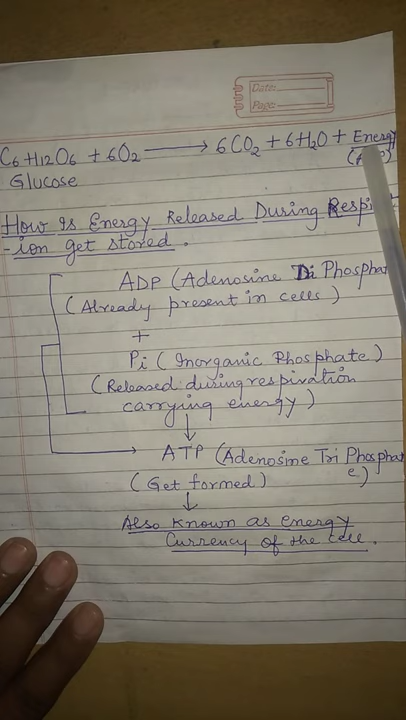 Date:
Page:
C6H12O6 + 6O2 ⟶ 6CO2 + 6H2O + Energy
Glucose
How Is Energy Released During Respi
-ion get stored.
ADP (Adenosine Di Phosphat
(Already present in cells)
+
Pi (Inorganic Phosphate)
(Released during respiration
carrying energy)
↓
ATP (Adenosine Tri Phosphat
e)
(Get formed)
↓
Also known as energy
Currency of the cell.